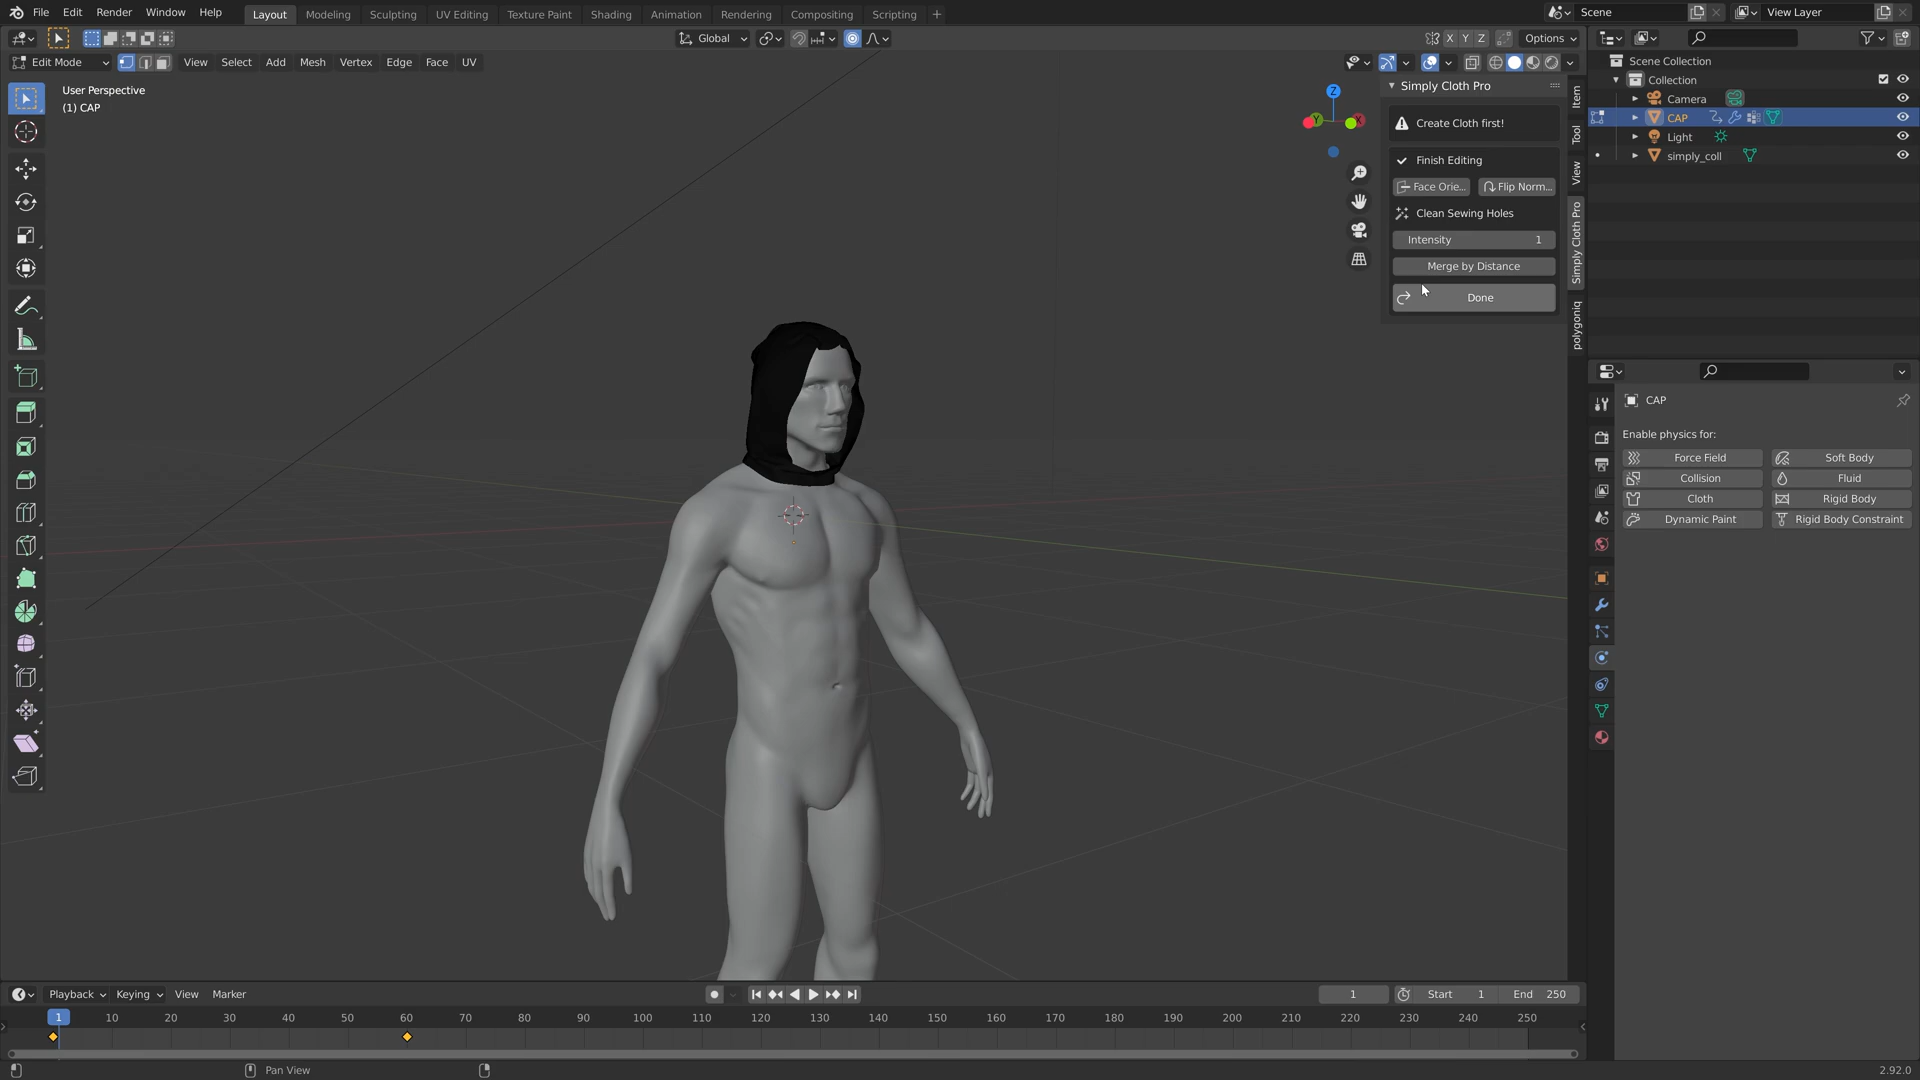 File Edit Render Window Help Layout Modeling Sculpting UV Editing Texture Paint Shading Animation Rendering Compositing Scripting + Scene View Layer
Global X Y Z Options
Edit Mode View Select Add Mesh Vertex Edge Face UV
User Perspective
(1) CAP
Z
Y
X
Simply Cloth Pro
Create Cloth first!
Finish Editing
Face Orie... Flip Norm...
Clean Sewing Holes
Intensity 1
Merge by Distance
Done
Item
Tool
View
Simply Cloth Pro
polygoniq
Scene Collection
Collection
Camera
CAP
Light
simply_coll
CAP
Enable physics for:
Force Field Soft Body
Collision Fluid
Cloth Rigid Body
Dynamic Paint Rigid Body Constraint
Playback Keying View Marker 1 Start 1 End 250
1 10 20 30 40 50 60 70 80 90 100 110 120 130 140 150 160 170 180 190 200 210 220 230 240 250
Pan View 2.92.0